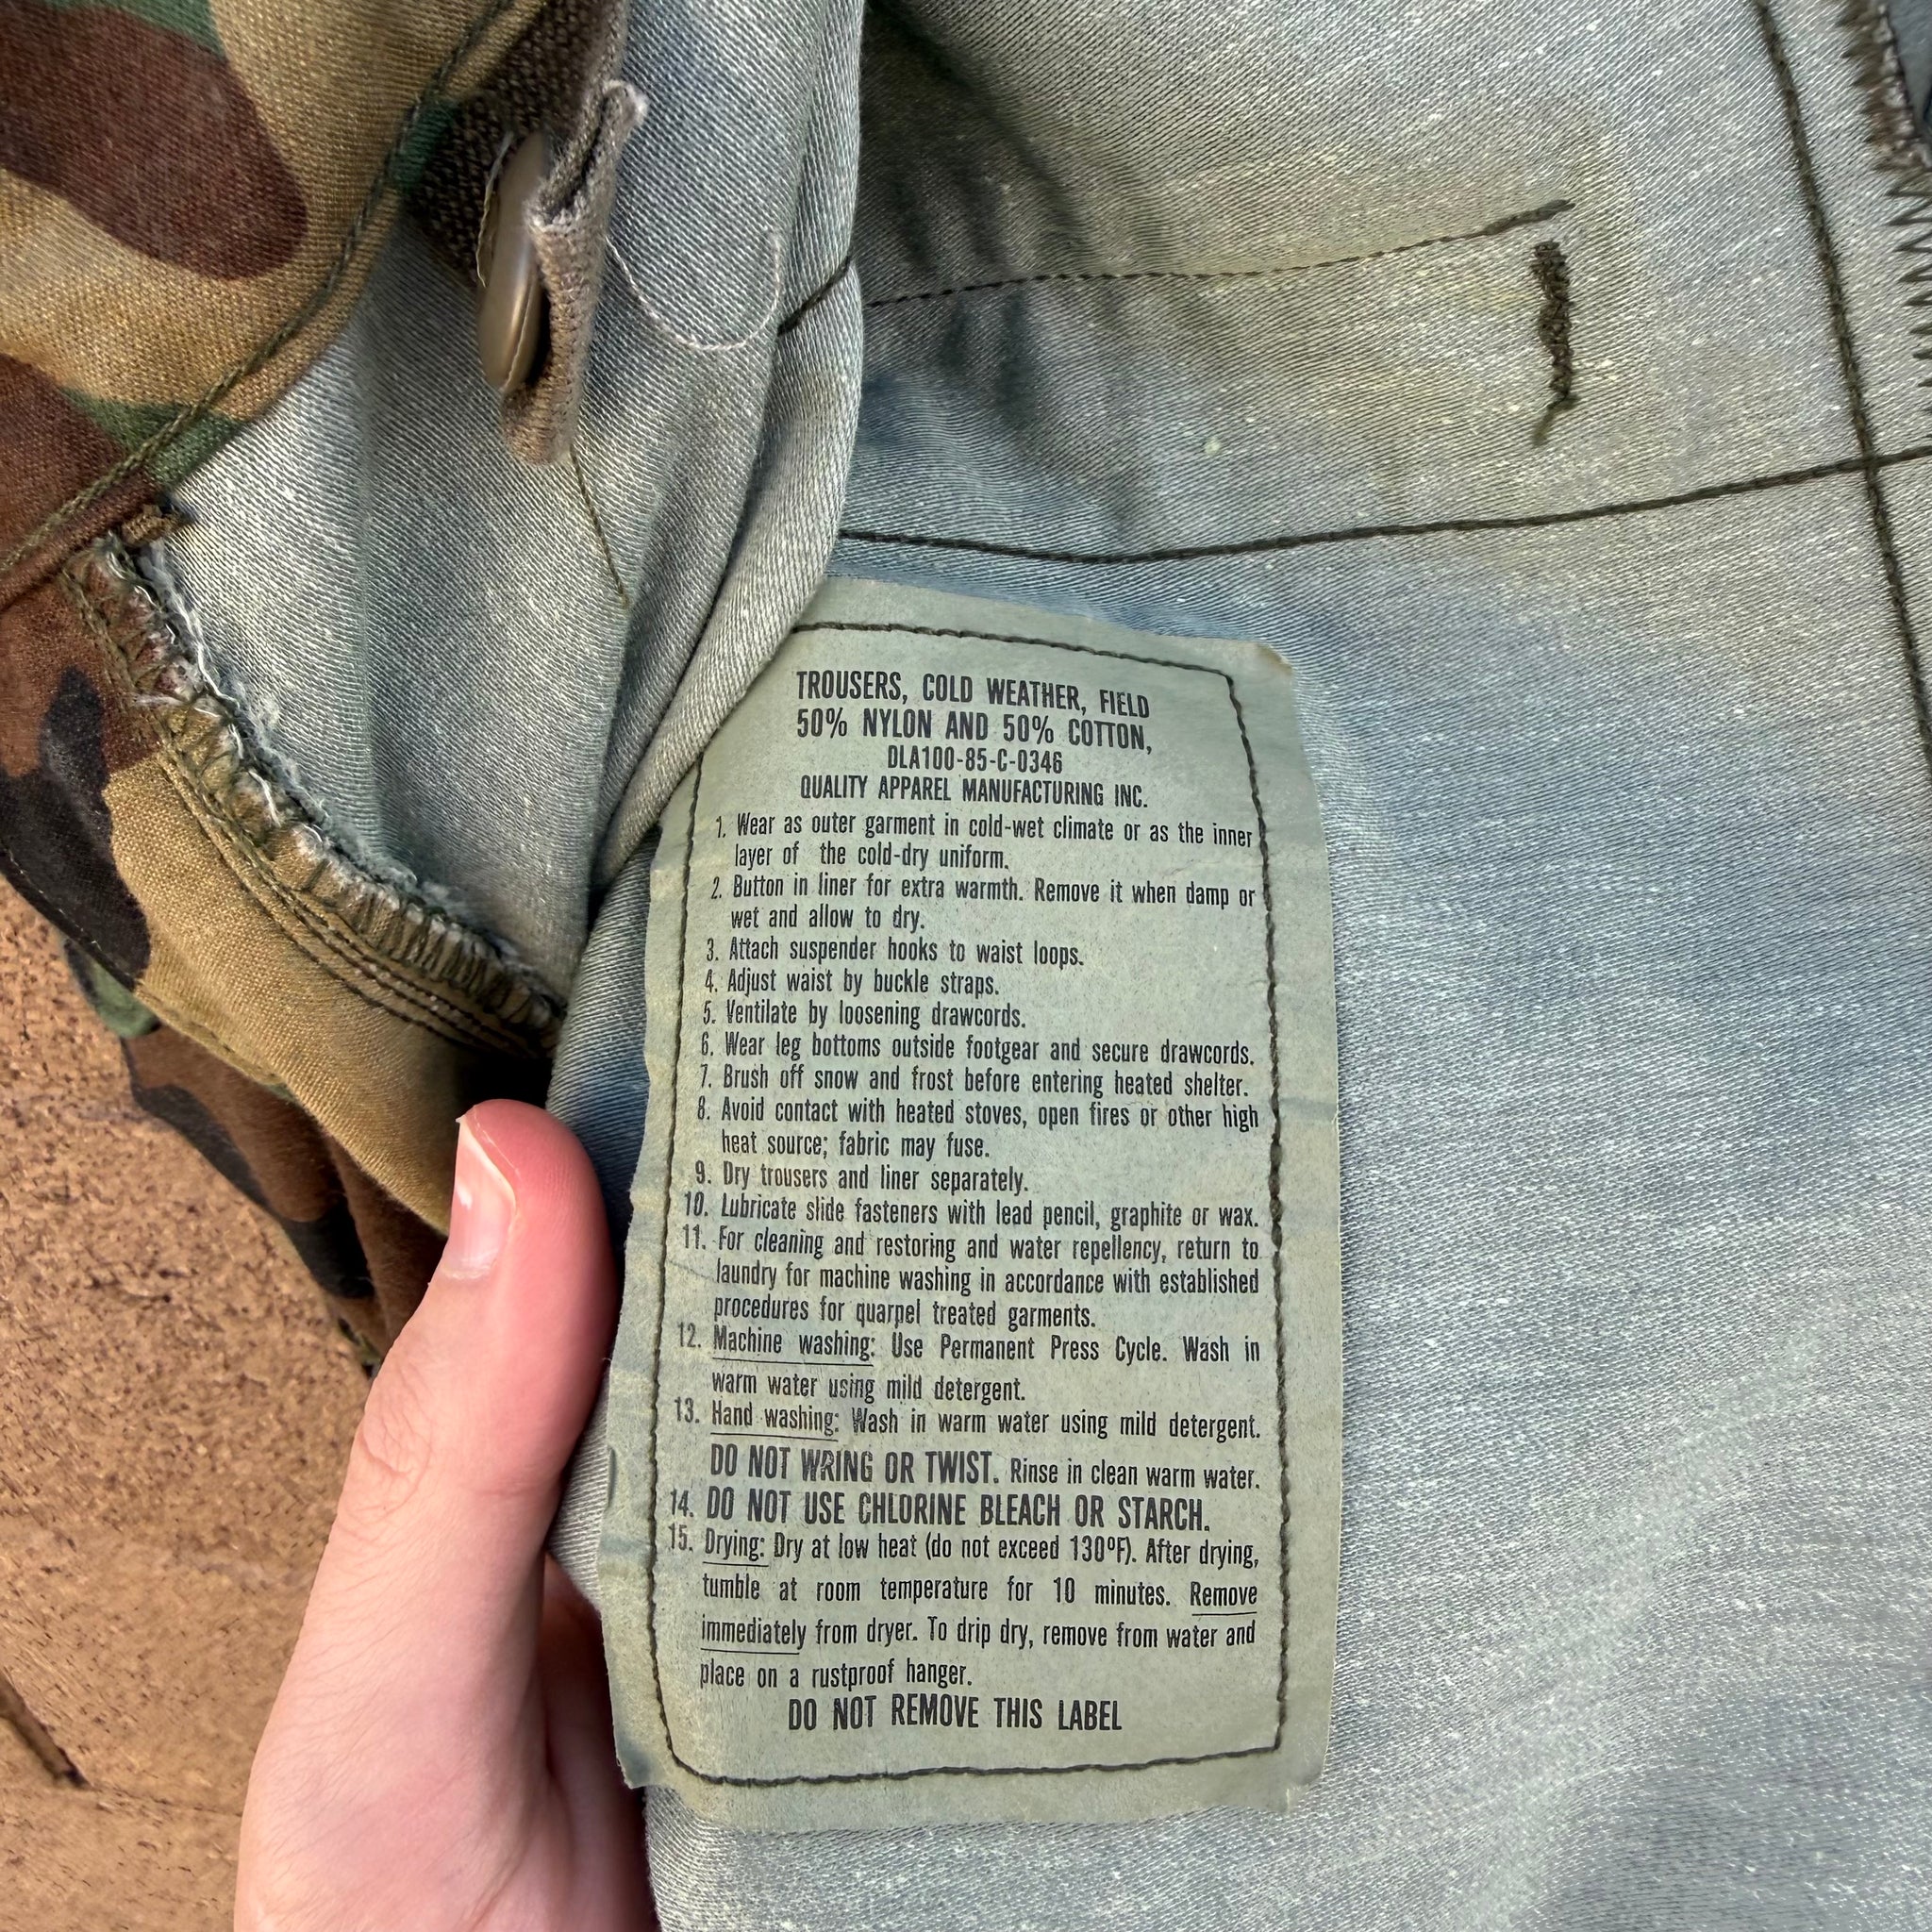 TROUSERS, COLD WEATHER, FIELD
50% NYLON AND 50% COTTON,
DLA100-85-C-0346
QUALITY APPAREL MANUFACTURING INC.
1. Wear as outer garment in cold-wet climate or as the inner
layer of the cold-dry uniform.
2. Button in liner for extra warmth. Remove it when damp or
wet and allow to dry.
3. Attach suspender hooks to waist loops.
4. Adjust waist by buckle straps.
5. Ventilate by loosening drawcords.
6. Wear leg bottoms outside footgear and secure drawcords.
7. Brush off snow and frost before entering heated shelter.
8. Avoid contact with heated stoves, open fires or other high
heat source; fabric may fuse.
9. Dry trousers and liner separately.
10. Lubricate slide fasteners with lead pencil, graphite or wax.
11. For cleaning and restoring and water repellency, return to
laundry for machine washing in accordance with established
procedures for quarpel treated garments.
12. Machine washing: Use Permanent Press Cycle. Wash in
warm water using mild detergent.
13. Hand washing: Wash in warm water using mild detergent.
DO NOT WRING OR TWIST. Rinse in clean warm water.
14. DO NOT USE CHLORINE BLEACH OR STARCH.
15. Drying: Dry at low heat (do not exceed 130ºF). After drying,
tumble at room temperature for 10 minutes. Remove
immediately from dryer. To drip dry, remove from water and
place on a rustproof hanger.
DO NOT REMOVE THIS LABEL